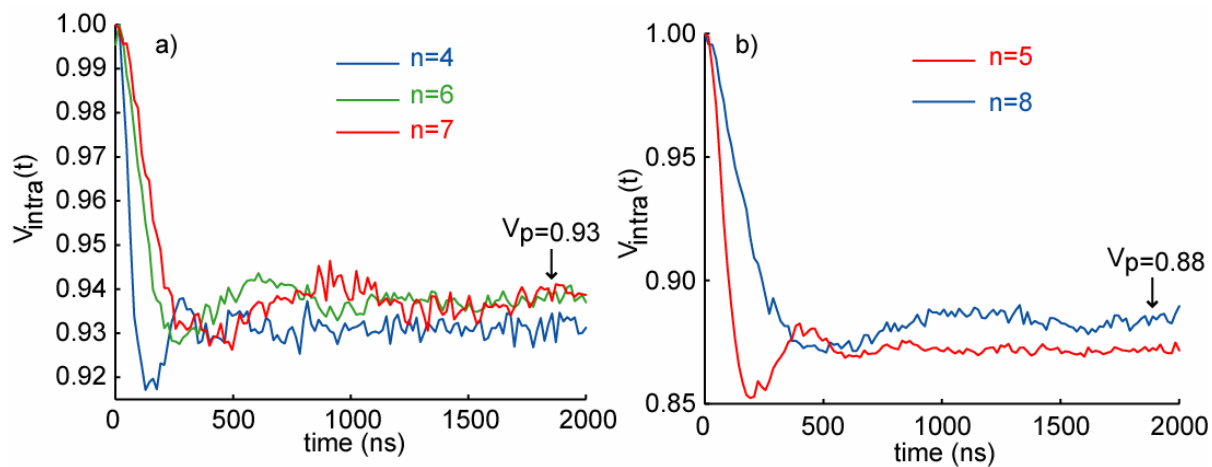 a)
n=4
n=6
n=7
Vp=0.93
1.00
0.99
0.98
0.97
0.96
0.95
0.94
0.93
0.92
Vintra(t)
0
500
1000
1500
2000
time (ns)
b)
n=5
n=8
Vp=0.88
1.00
0.95
0.90
0.85
Vintra(t)
0
500
1000
1500
2000
time (ns)